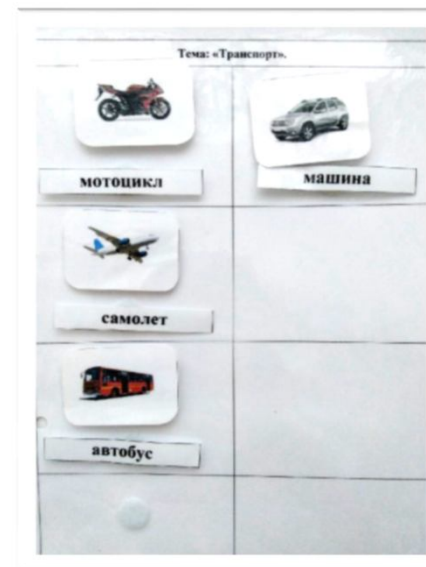 Тема: «Транспорт».
мотоцикл
машина
самолет
автобус